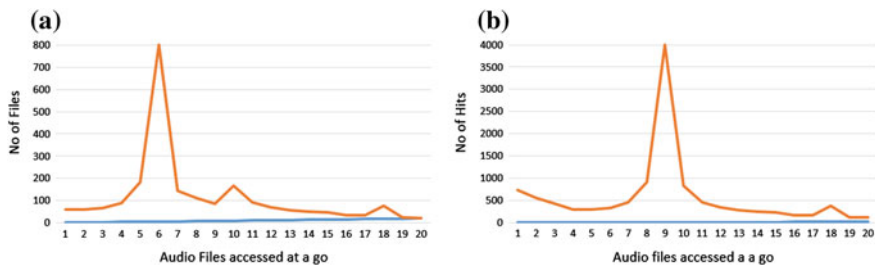 (a)
No of Files
800
700
600
500
400
300
200
100
0
1 2 3 4 5 6 7 8 9 10 11 12 13 14 15 16 17 18 19 20
Audio Files accessed at a go
(b)
No of Hits
4000
3500
3000
2500
2000
1500
1000
500
0
1 2 3 4 5 6 7 8 9 10 11 12 13 14 15 16 17 18 19 20
Audio files accessed a a go